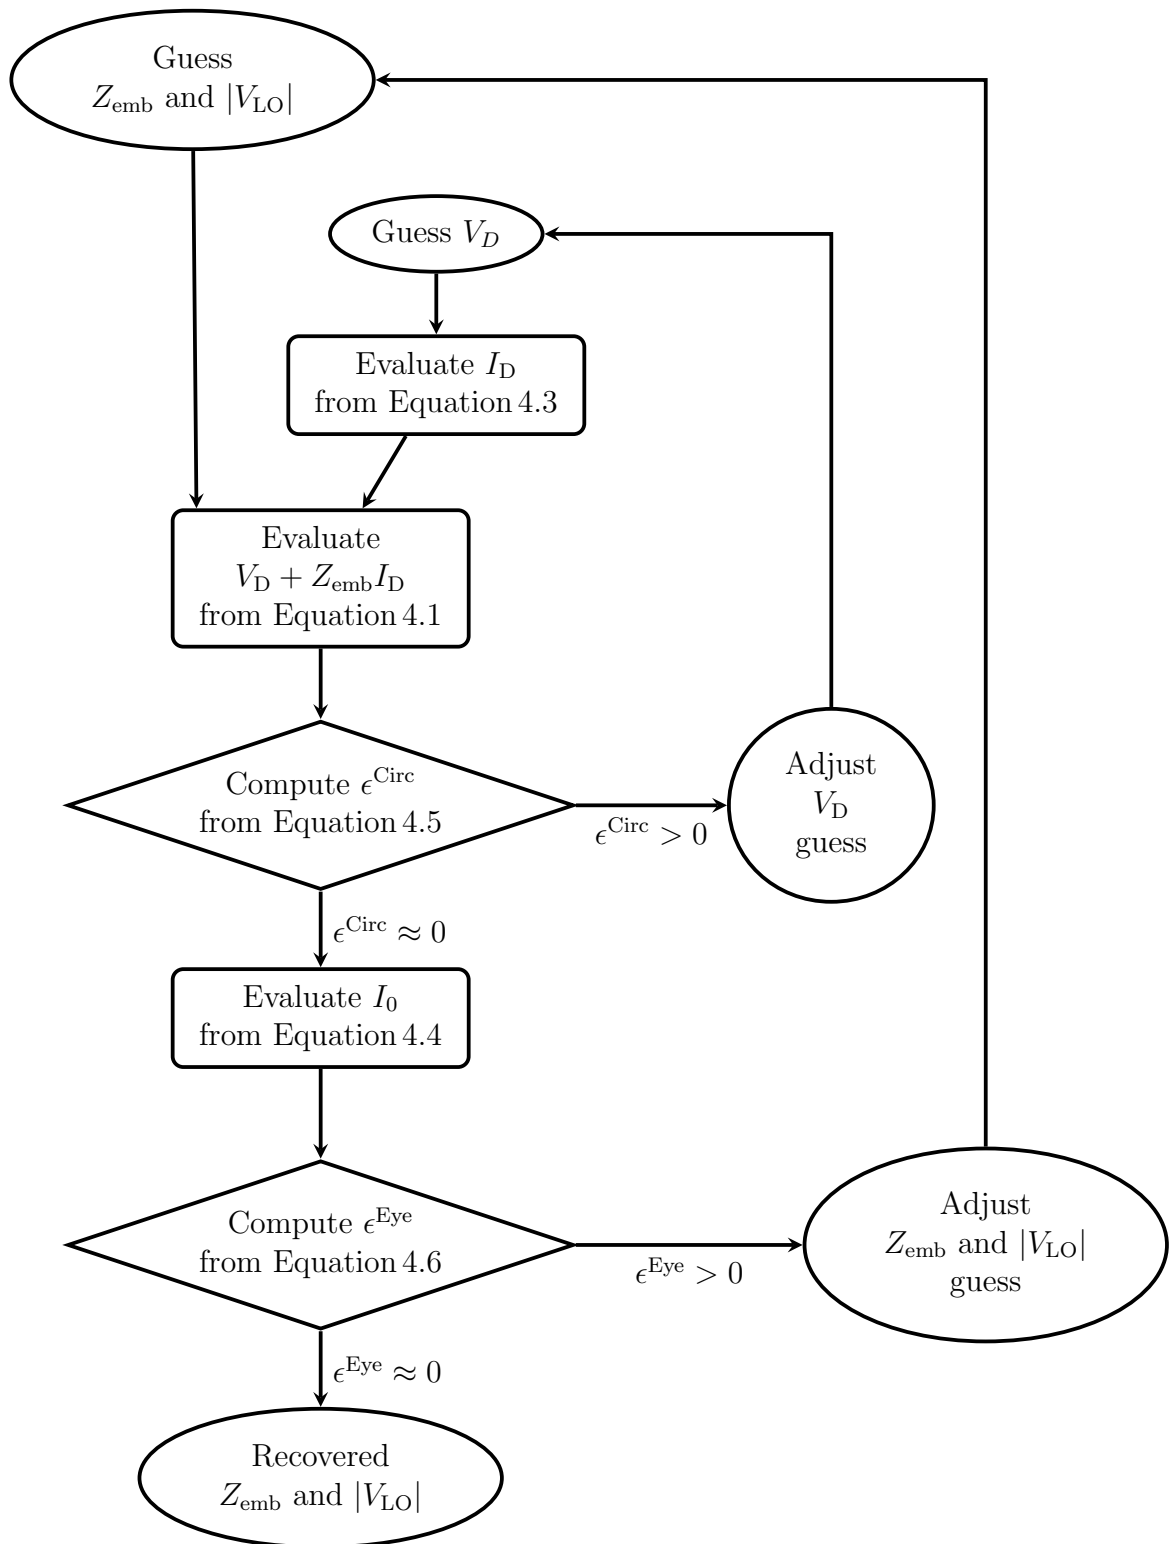 Guess
Z_emb and |V_LO|
Guess V_D
Evaluate I_D
from Equation 4.3
Evaluate
V_D + Z_emb I_D
from Equation 4.1
Compute ϵ^Circ
from Equation 4.5
ϵ^Circ > 0
Adjust
V_D
guess
ϵ^Circ ≈ 0
Evaluate I_0
from Equation 4.4
Compute ϵ^Eye
from Equation 4.6
ϵ^Eye > 0
Adjust
Z_emb and |V_LO|
guess
ϵ^Eye ≈ 0
Recovered
Z_emb and |V_LO|